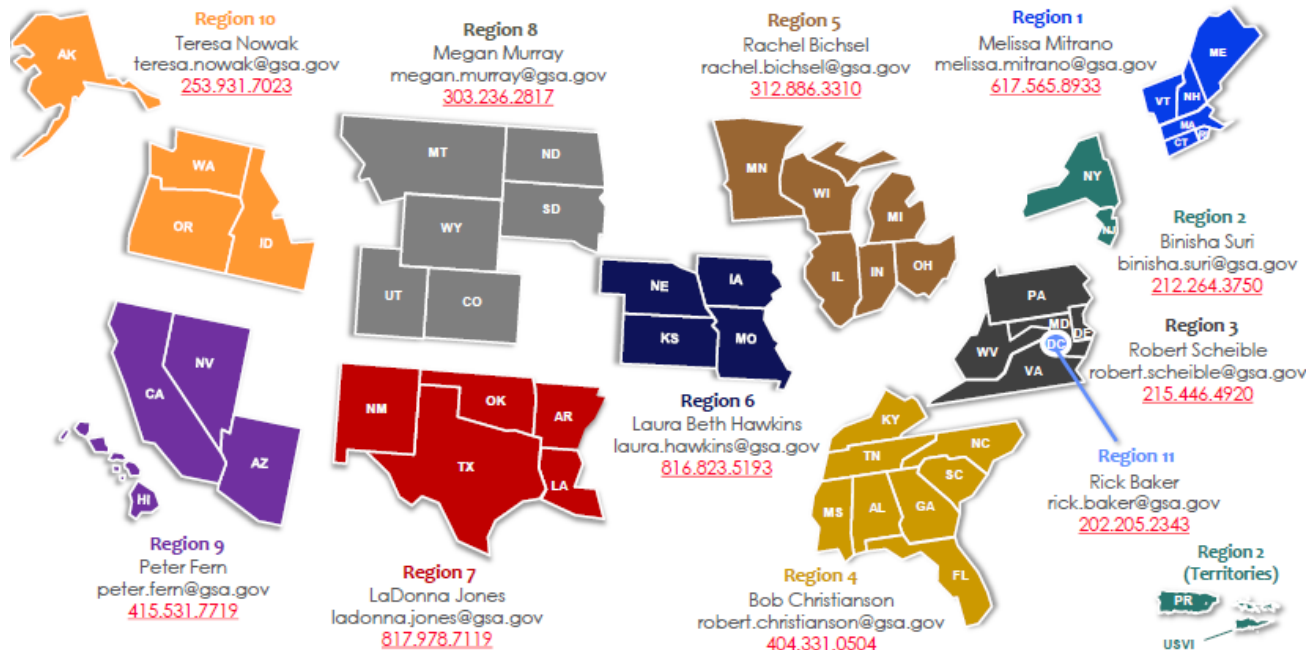 Region 10
Teresa Nowak
teresa.nowak@gsa.gov
253.931.7023
Region 8
Megan Murray
megan.murray@gsa.gov
303.236.2817
Region 5
Rachel Bichsel
rachel.bichsel@gsa.gov
312.886.3310
Region 1
Melissa Mitrano
melissa.mitrano@gsa.gov
617.565.8933
AK
WA
OR
ID
MT
ND
SD
WY
UT
CO
MN
WI
MI
IL
IN
OH
ME
VT
NH
MA
CT
NY
NJ
Region 2
Binisha Suri
binisha.suri@gsa.gov
212.264.3750
NE
IA
KS
MO
Region 6
Laura Beth Hawkins
laura.hawkins@gsa.gov
816.823.5193
PA
MD
DE
WV
DC
VA
Region 3
Robert Scheible
robert.scheible@gsa.gov
215.446.4920
Region 11
Rick Baker
rick.baker@gsa.gov
202.205.2343
CA
NV
AZ
HI
Region 9
Peter Fern
peter.fern@gsa.gov
415.531.7719
NM
OK
AR
TX
LA
Region 7
LaDonna Jones
ladonna.jones@gsa.gov
817.978.7119
KY
NC
TN
SC
MS
AL
GA
FL
Region 4
Bob Christianson
robert.christianson@gsa.gov
404.331.0504
Region 2
(Territories)
PR
USVI